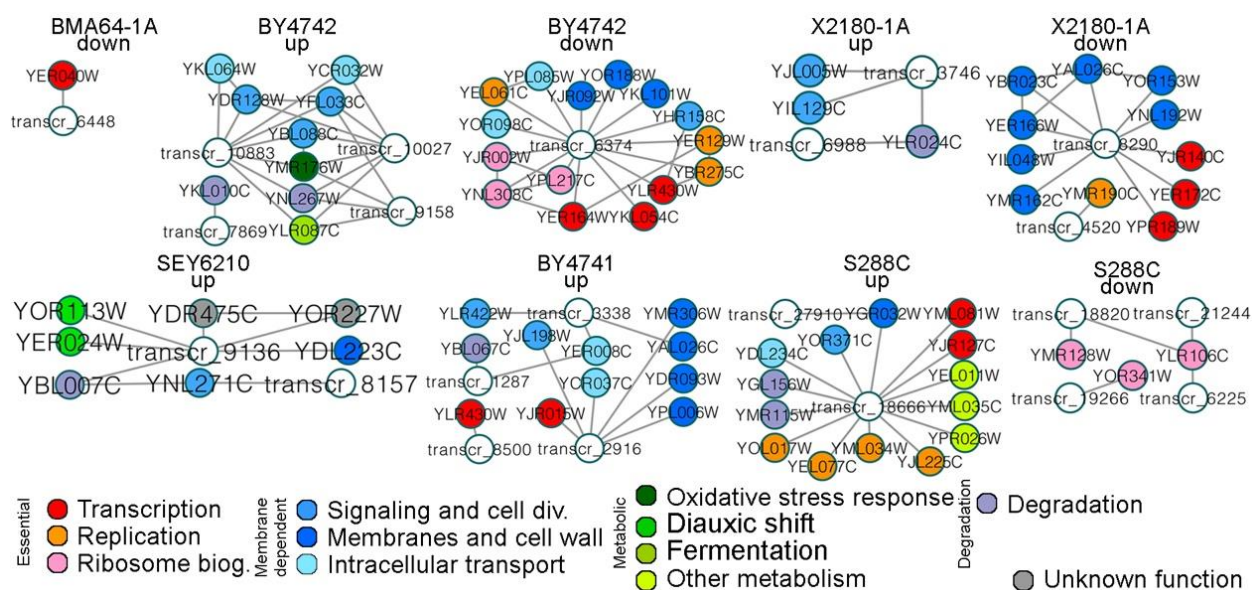 BMA64-1A
down
YER040W
transcr_6448
BY4742
up
YKL064W
YCR032W
YDR128W
YFL033C
YBL088C
transcr_10883
transcr_10027
YMR176W
YKL010C
YNL267W
transcr_9158
transcr_7869
YLR087C
BY4742
down
YPL085W
YOR188W
YEL061C
YJR092W
YKL101W
YOR098C
YHR158C
YER129W
transcr_6374
YJR002W
YBR275C
YPL217C
YNL308C
YLR430W
YER164W
YKL054C
X2180-1A
up
YJL005W
transcr_3746
YIL129C
transcr_6988
YLR024C
X2180-1A
down
YBR023C
YAL026C
YOR153W
YER166W
YNL192W
transcr_8290
YIL048W
YJR140C
YMR162C
YMR190C
YER172C
transcr_4520
YPR189W
SEY6210
up
YOR113W
YDR475C
YOR227W
YER024W
transcr_9136
YDL223C
YBL007C
YNL271C
transcr_8157
BY4741
up
YLR422W
transcr_3338
YMR306W
YJL198W
YBL067C
YER008C
YAL026C
transcr_1287
YOR037C
YDR093W
YLR430W
YJR015W
YPL006W
transcr_8500
transcr_2916
S288C
up
transcr_27910
YGR032W
YML081W
YOR371C
YJR127C
YDL234C
YEL011W
YGL156W
transcr_18666
YML035C
YMR115W
YPR026W
YOL017W
YML034W
YEL077C
YJL225C
S288C
down
transcr_18820
transcr_21244
YMR128W
YLR106C
YOR341W
transcr_19266
transcr_6225
Essential
Transcription
Replication
Ribosome biog.
Membrane
dependent
Signaling and cell div.
Membranes and cell wall
Intracellular transport
Metabolic
Oxidative stress response
Diauxic shift
Fermentation
Other metabolism
Degradation
Degradation
Unknown function